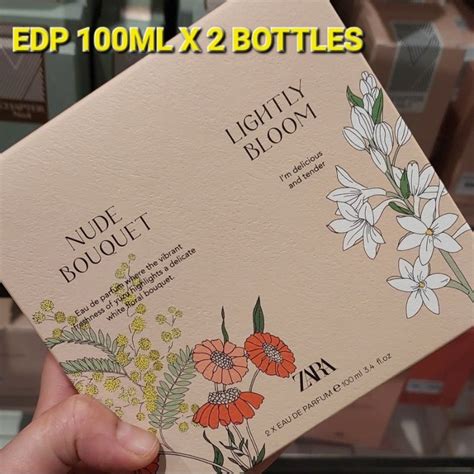 EDP 100ML X 2 BOTTLES
CHAPTER
LIGHTLY
BLOOM
I'm delicious
and tender
NUDE
BOUQUET
Eau de parfum where the vibrant
freshness of yuzu highlights a delicate
white floral bouquet.
ZARA
2 X EAU DE PARFUM ℮ 100 ml 3.4 fl.oz